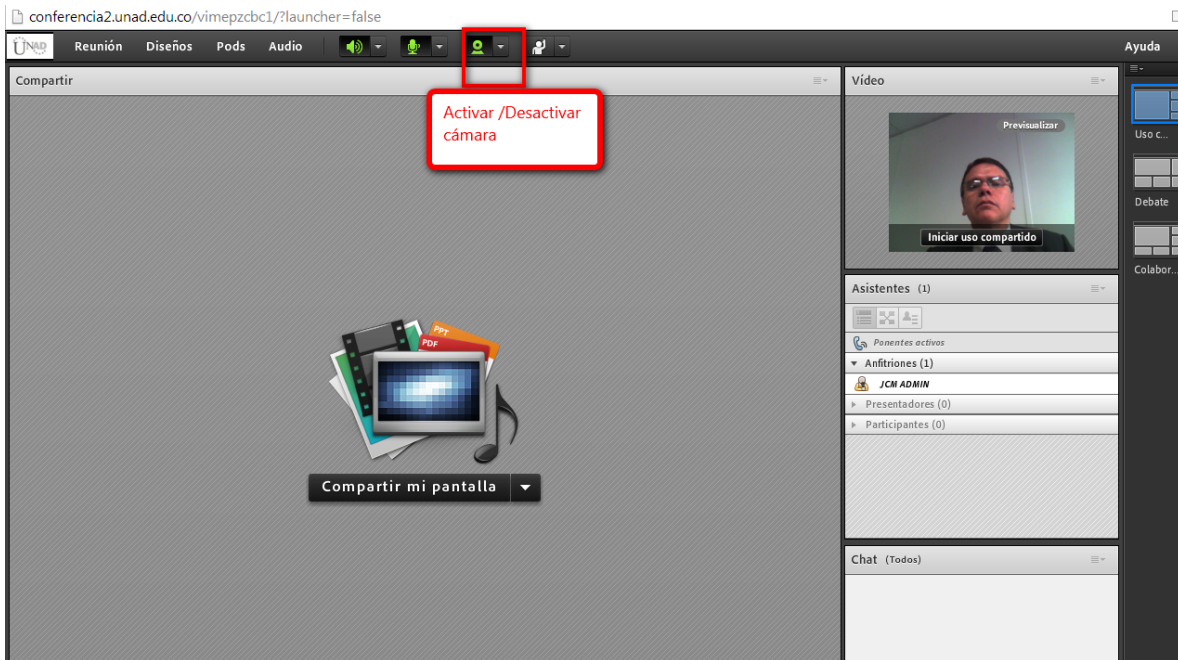 conferencia2.unad.edu.co/vimepzcbc1/?launcher=false
UNAD Reunión Diseños Pods Audio Ayuda
Compartir
Activar /Desactivar
cámara
PPT
PDF
Compartir mi pantalla
Vídeo
Previsualizar
Iniciar uso compartido
Asistentes (1)
Ponentes activos
Anfitriones (1)
JCM ADMIN
Presentadores (0)
Participantes (0)
Chat (Todos)
Uso c...
Debate
Colabor...